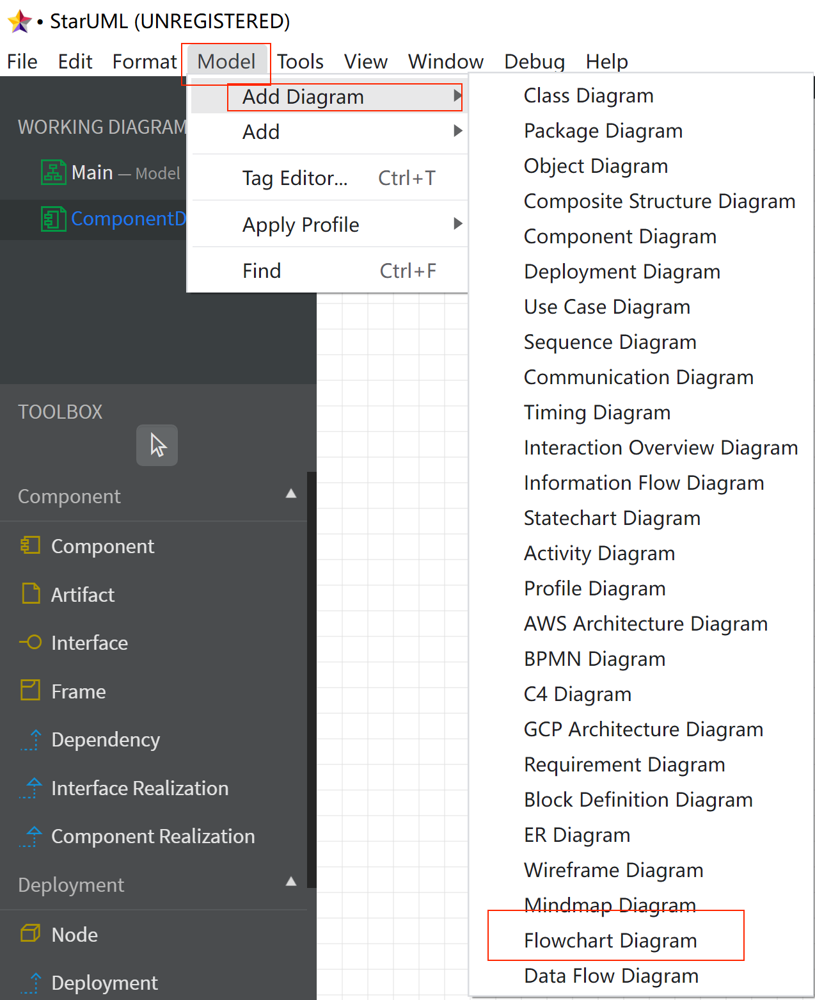 • StarUML (UNREGISTERED)
File Edit Format Model Tools View Window Debug Help
WORKING DIAGRAM
Main — Model
ComponentD
Add Diagram
Add
Tag Editor... Ctrl+T
Apply Profile
Find Ctrl+F
Class Diagram
Package Diagram
Object Diagram
Composite Structure Diagram
Component Diagram
Deployment Diagram
Use Case Diagram
Sequence Diagram
Communication Diagram
Timing Diagram
Interaction Overview Diagram
Information Flow Diagram
Statechart Diagram
Activity Diagram
Profile Diagram
AWS Architecture Diagram
BPMN Diagram
C4 Diagram
GCP Architecture Diagram
Requirement Diagram
Block Definition Diagram
ER Diagram
Wireframe Diagram
Mindmap Diagram
Flowchart Diagram
Data Flow Diagram
TOOLBOX
Component
Component
Artifact
Interface
Frame
Dependency
Interface Realization
Component Realization
Deployment
Node
Deployment